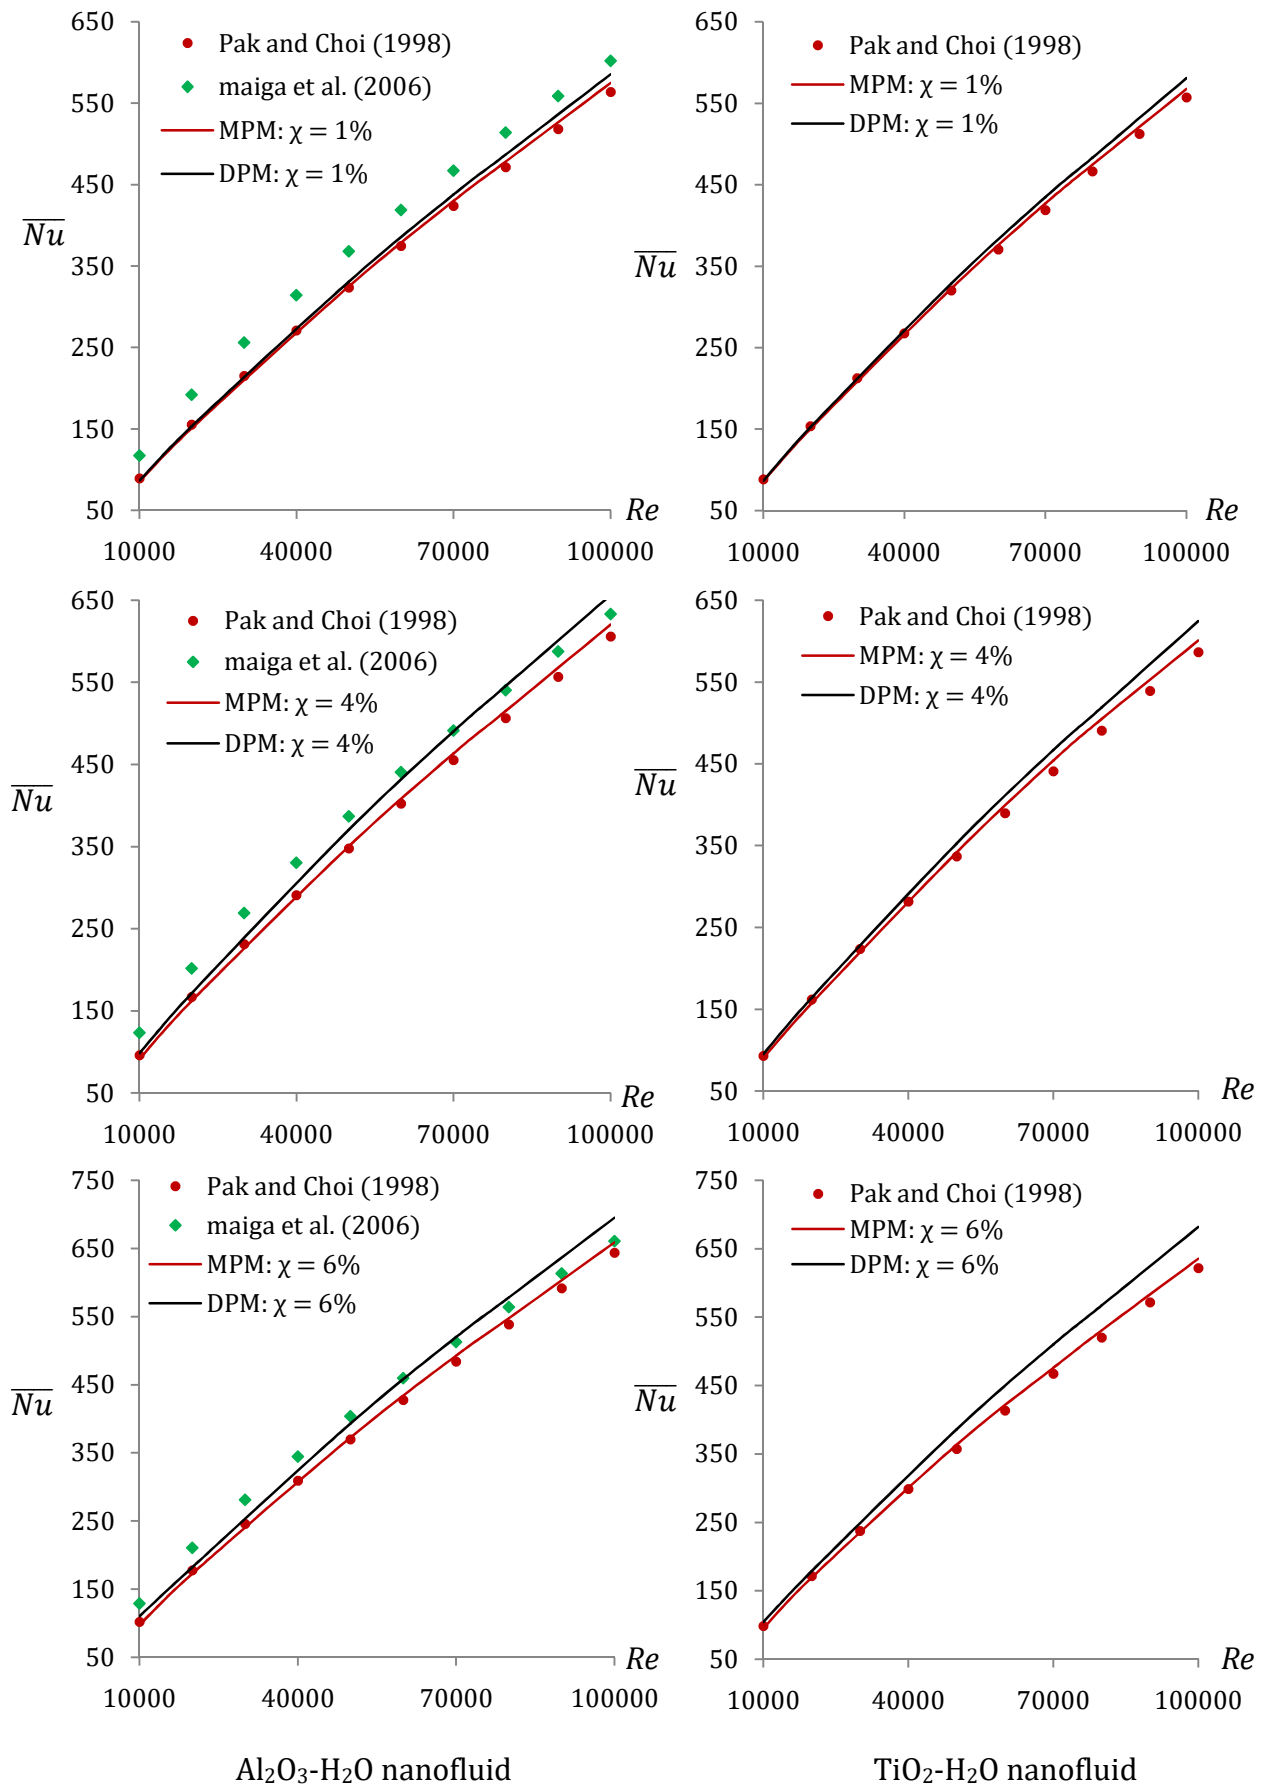 650
550
450
350
250
150
50
Nu
Pak and Choi (1998)
maiga et al. (2006)
MPM: χ = 1%
DPM: χ = 1%
Re
10000 40000 70000 100000
650
550
450
350
250
150
50
Nu
Pak and Choi (1998)
MPM: χ = 1%
DPM: χ = 1%
Re
10000 40000 70000 100000
650
550
450
350
250
150
50
Nu
Pak and Choi (1998)
maiga et al. (2006)
MPM: χ = 4%
DPM: χ = 4%
Re
10000 40000 70000 100000
650
550
450
350
250
150
50
Nu
Pak and Choi (1998)
MPM: χ = 4%
DPM: χ = 4%
Re
10000 40000 70000 100000
750
650
550
450
350
250
150
50
Nu
Pak and Choi (1998)
maiga et al. (2006)
MPM: χ = 6%
DPM: χ = 6%
Re
10000 40000 70000 100000
750
650
550
450
350
250
150
50
Nu
Pak and Choi (1998)
MPM: χ = 6%
DPM: χ = 6%
Re
10000 40000 70000 100000
Al₂O₃-H₂O nanofluid
TiO₂-H₂O nanofluid